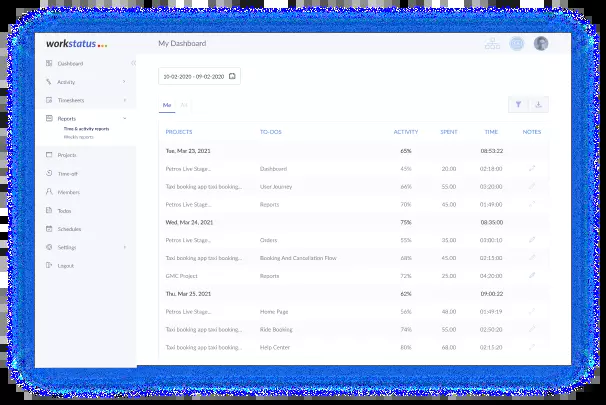 workstatus
My Dashboard
Dashboard
Activity
Timesheets
Reports
Time & activity reports
Weekly reports
Projects
Time-off
Members
Todos
Schedules
Settings
Logout
10-02-2020 - 09-02-2020
Me
PROJECTS TO-DOS ACTIVITY SPENT TIME NOTES
Tue, Mar 23, 2021 65% 08:53:22
Petros Live Stage... Dashboard 45% 20.00 02:18:00
Taxi booking app taxi booking... User Journey 66% 55.00 03:20:00
Petros Live Stage... Reports 70% 45.00 01:49:00
Wed, Mar 24, 2021 75% 08:35:00
Petros Live Stage... Orders 55% 35.00 03:00:10
Taxi booking app taxi booking... Booking And Cancellation Flow 68% 45.00 02:15:00
GMC Project Reports 72% 25.00 04:20:00
Thu, Mar 25, 2021 62% 09:00:22
Petros Live Stage... Home Page 56% 48.00 01:49:19
Taxi booking app taxi booking... Ride Booking 74% 55.00 02:50:20
Taxi booking app taxi booking... Help Center 80% 68.00 02:15:20